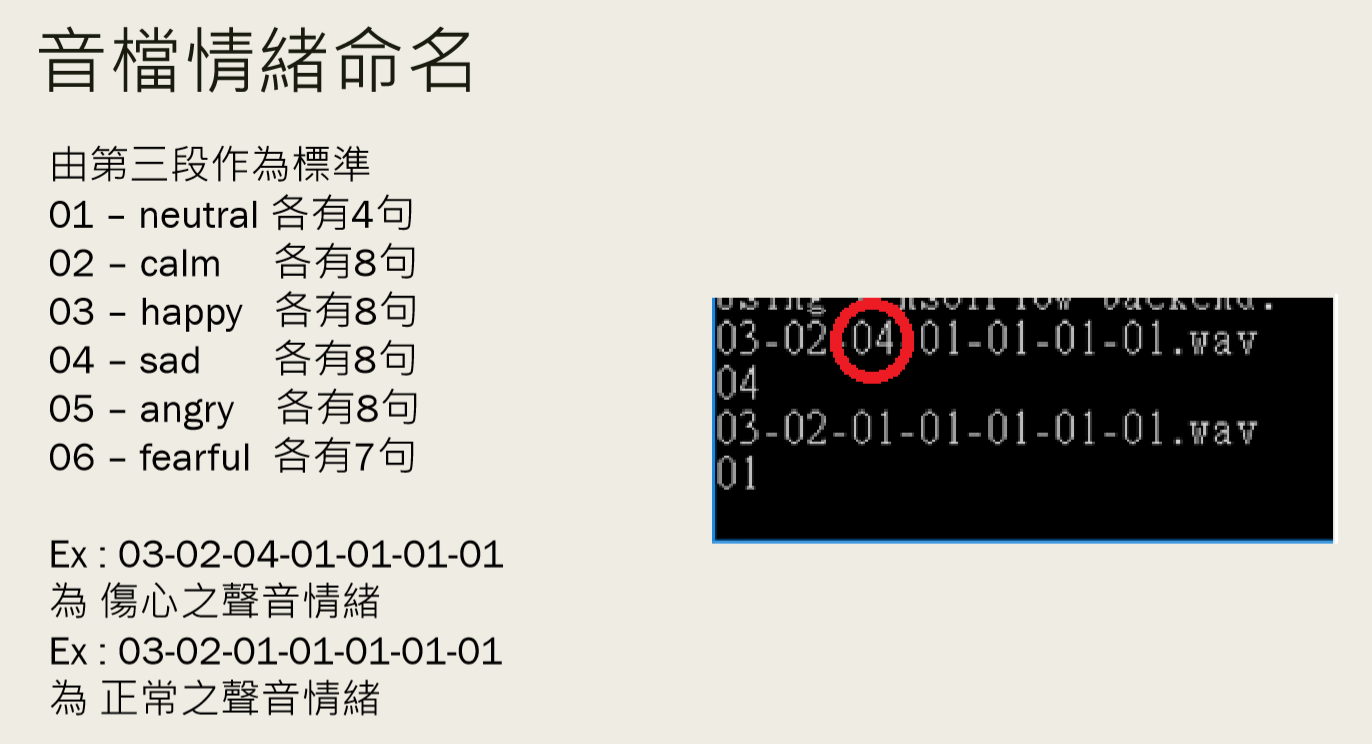 音檔情緒命名
由第三段作為標準
01 – neutral 各有4句
02 – calm 各有8句
03 – happy 各有8句
04 – sad 各有8句
05 – angry 各有8句
06 – fearful 各有7句
Ex : 03-02-04-01-01-01-01
為 傷心之聲音情緒
Ex : 03-02-01-01-01-01-01
為 正常之聲音情緒
Using backend.
03-02-04-01-01-01-01.wav
04
03-02-01-01-01-01-01.wav
01